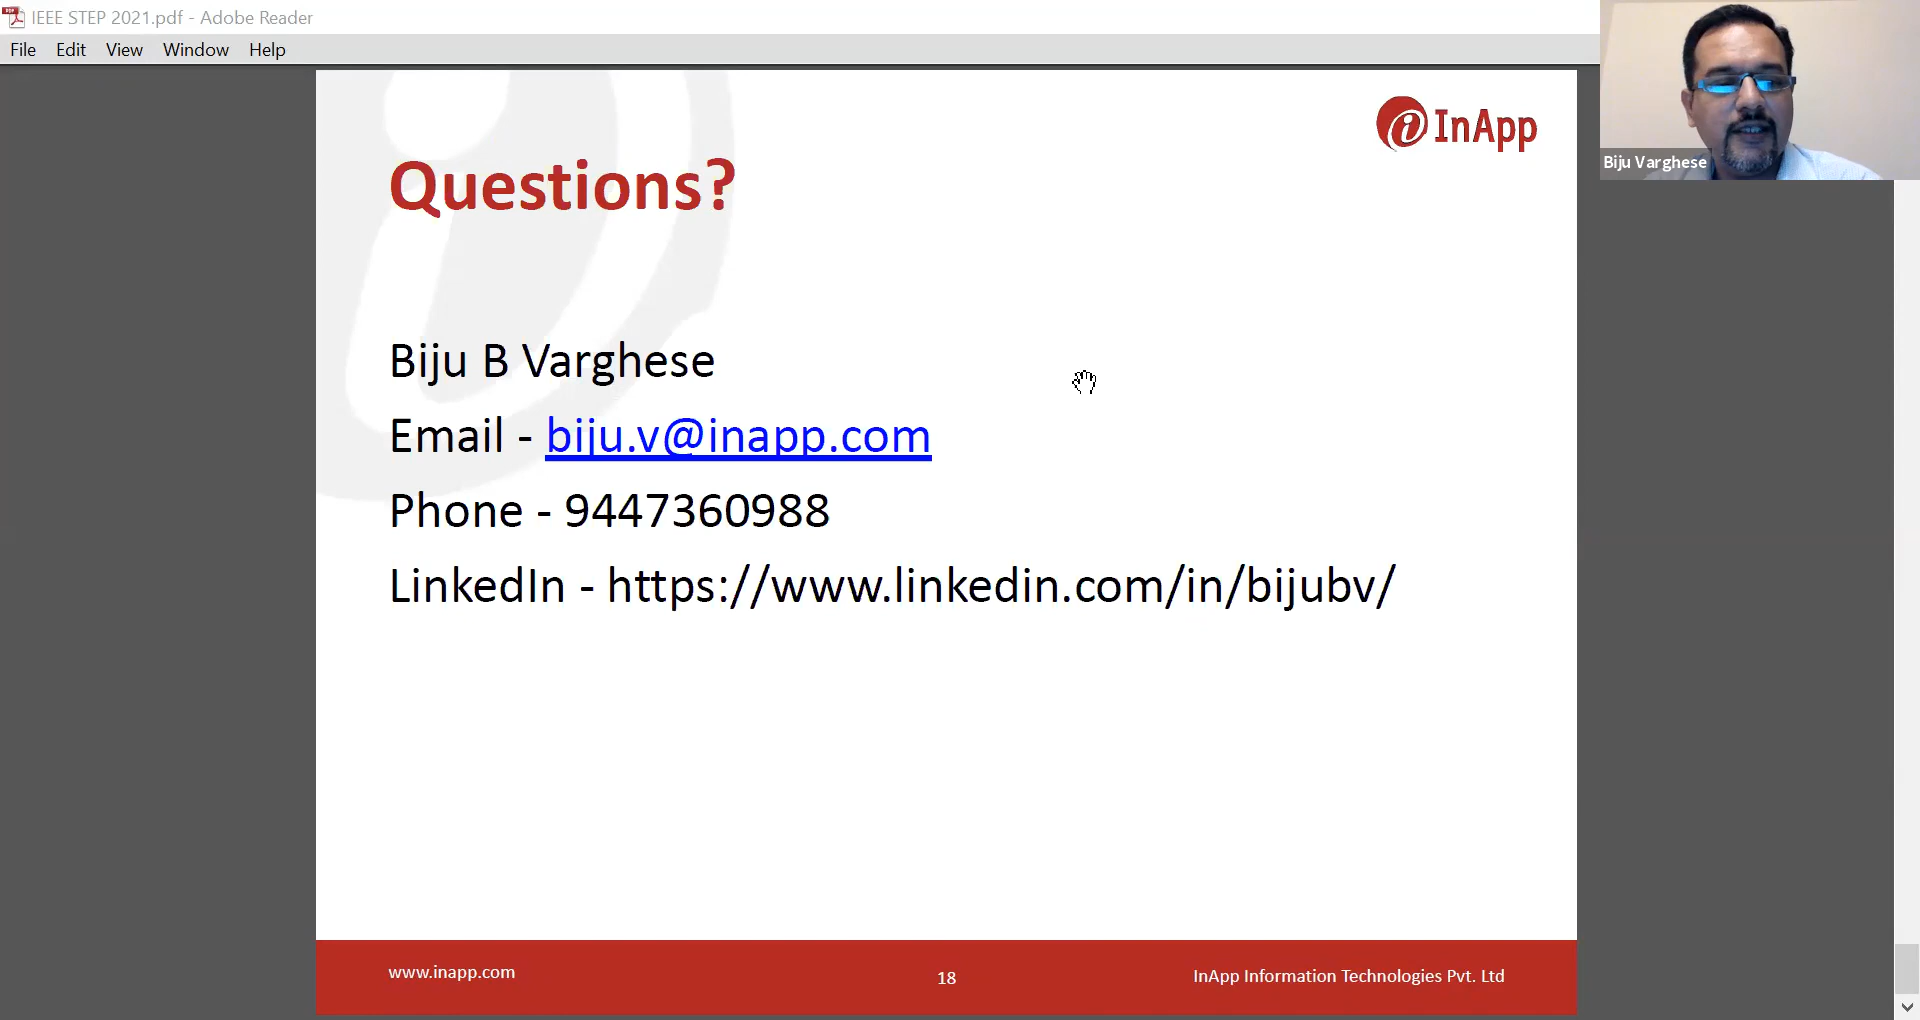 IEEE STEP 2021.pdf - Adobe Reader
File Edit View Window Help
InApp
Biju Varghese
Questions?
Biju B Varghese
Email - biju.v@inapp.com
Phone - 9447360988
LinkedIn - https://www.linkedin.com/in/bijubv/
www.inapp.com
18
InApp Information Technologies Pvt. Ltd